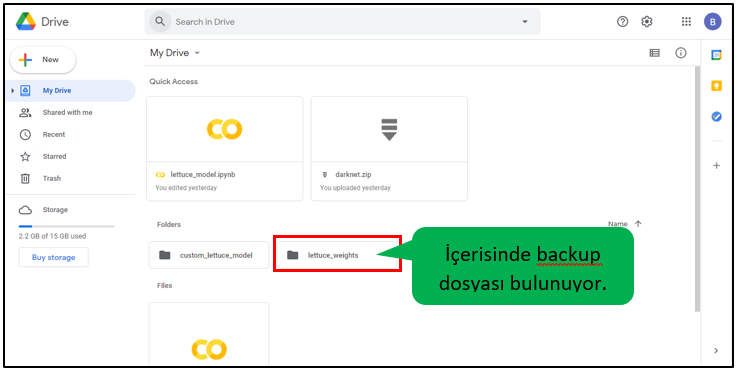 Drive
Search in Drive
B
New
My Drive
Shared with me
Recent
Starred
Trash
Storage
2.2 GB of 15 GB used
Buy storage
My Drive
Quick Access
lettuce_model.ipynb
You edited yesterday
darknet.zip
You uploaded yesterday
Folders
Name
custom_lettuce_model
lettuce_weights
İçerisinde backup
dosyası bulunuyor.
Files